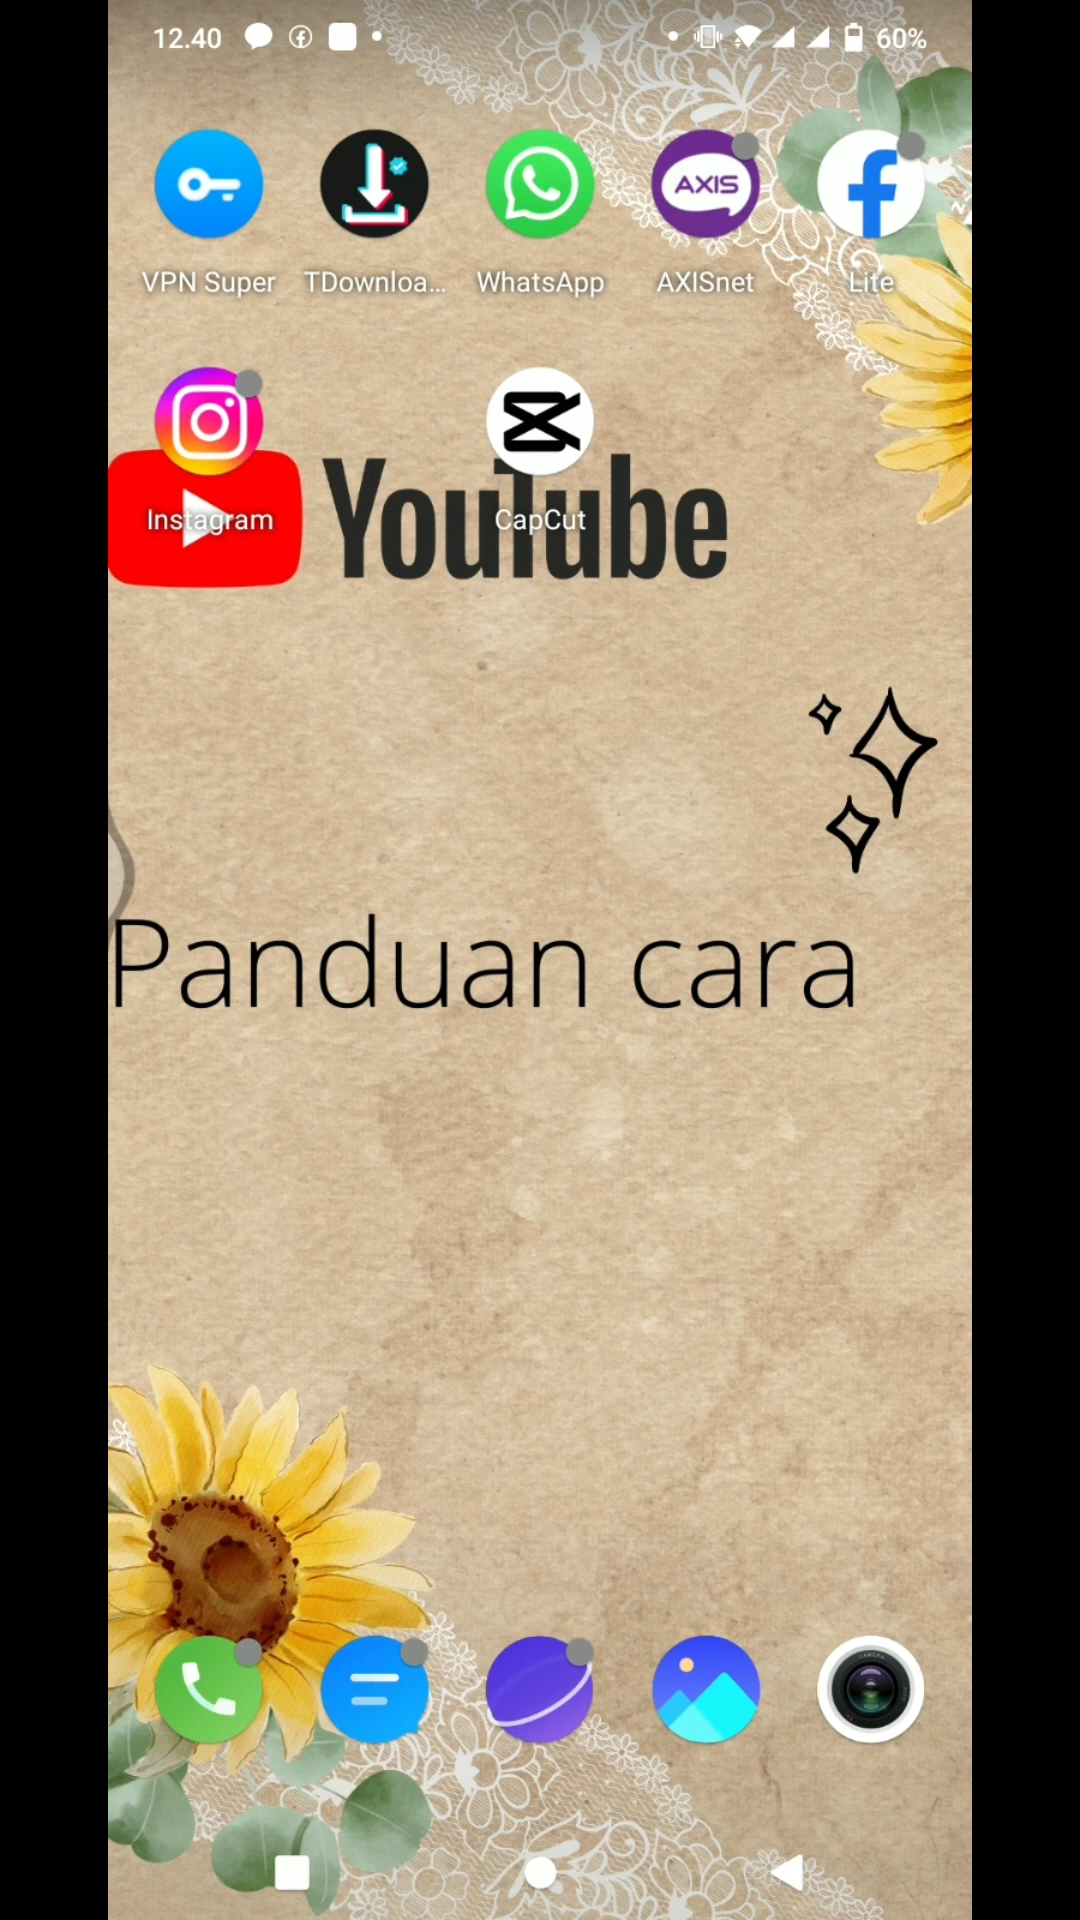 12.40 60%
VPN Super TDownloa... WhatsApp AXISnet Lite
AXIS
Instagram CapCut
YouTube
Panduan cara